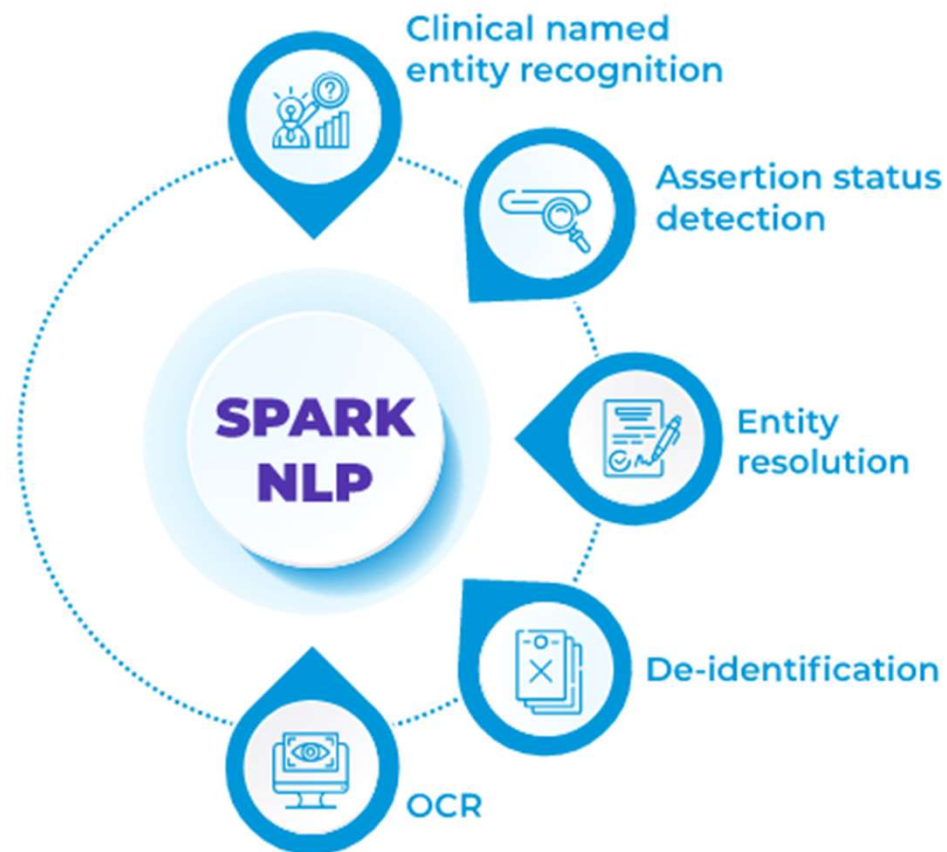 Clinical named
entity recognition
Assertion status
detection
SPARK
NLP
Entity
resolution
De-identification
OCR